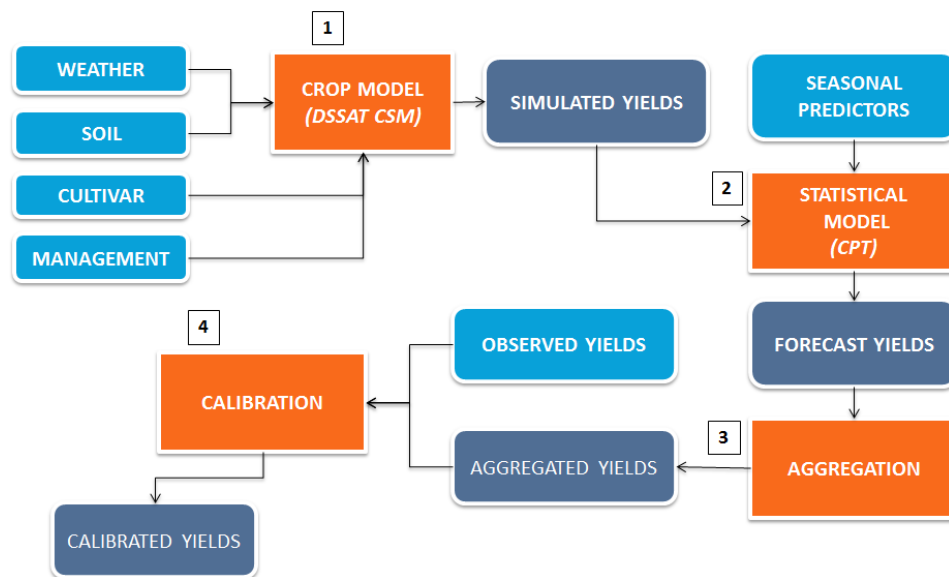 1
WEATHER
SOIL
CULTIVAR
MANAGEMENT
CROP MODEL
(DSSAT CSM)
SIMULATED YIELDS
SEASONAL
PREDICTORS
2
STATISTICAL
MODEL
(CPT)
FORECAST YIELDS
3
AGGREGATION
OBSERVED YIELDS
AGGREGATED YIELDS
4
CALIBRATION
CALIBRATED YIELDS